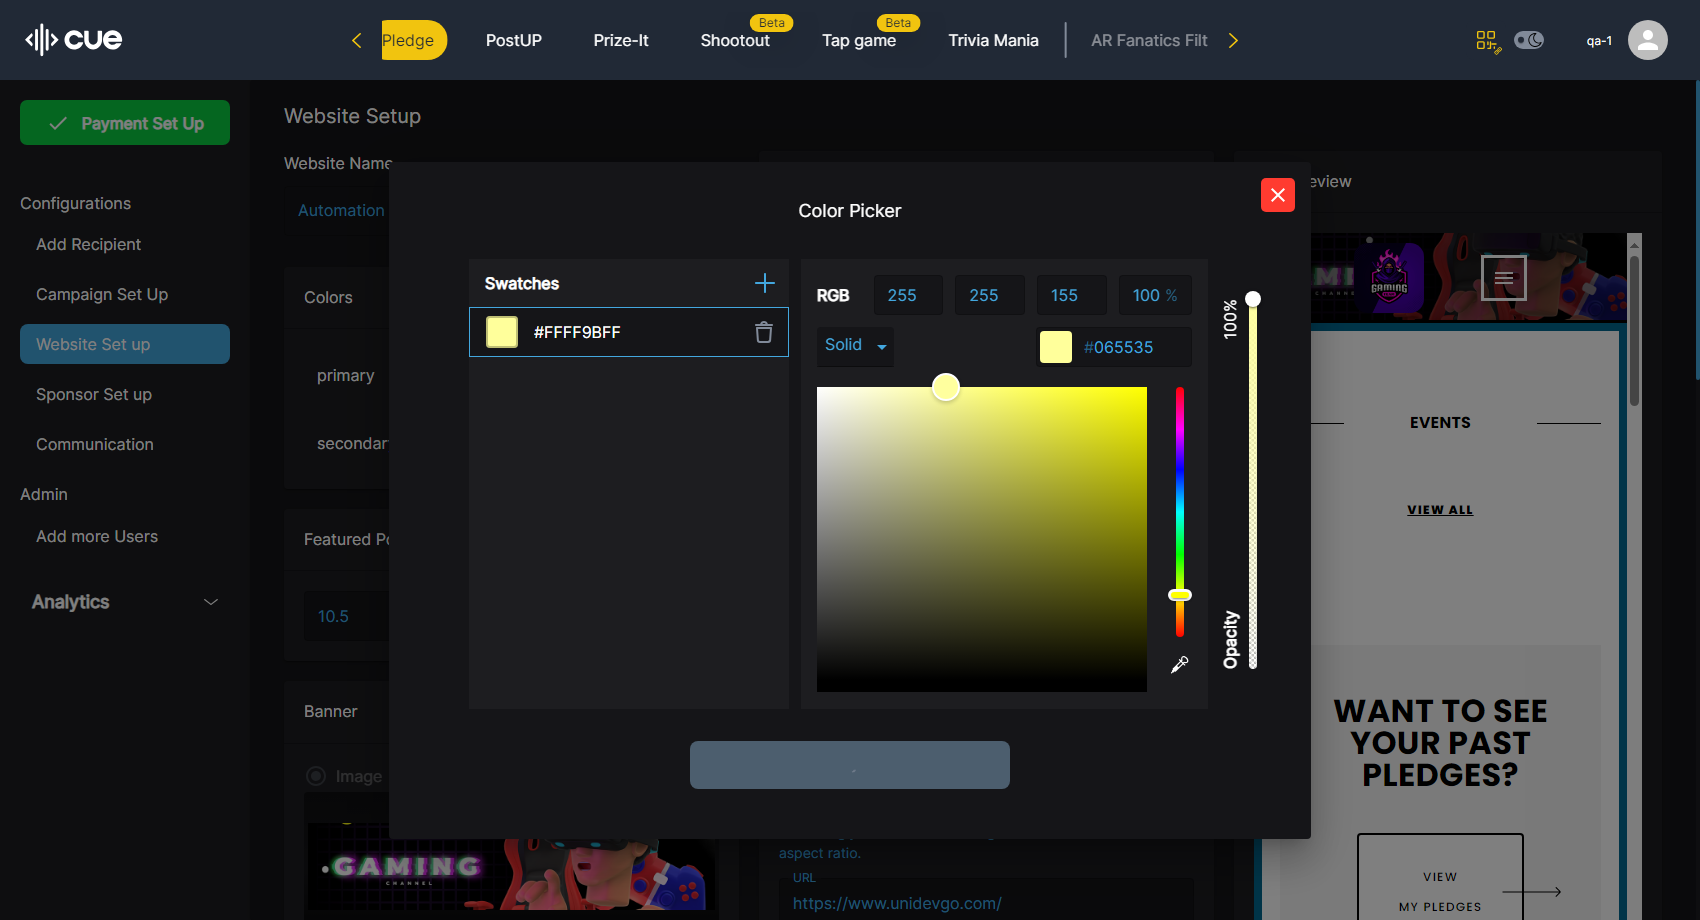 cue
Pledge
PostUP
Prize-It
Shootout
Beta
Tap game
Beta
Trivia Mania
AR Fanatics Filt
qa-1
Payment Set Up
Configurations
Add Recipient
Campaign Set Up
Website Set up
Sponsor Set up
Communication
Admin
Add more Users
Analytics
Website Setup
Website Name
Automation
Colors
primary
secondar
Featured Po
10.5
Banner
Image
GAMING
CHANNEL
Color Picker
Swatches
#FFFF9BFF
RGB
255
255
155
100 %
Solid
#065535
100%
Opacity
aspect ratio.
URL
https://www.unidevgo.com/
eview
GAMING
EVENTS
VIEW ALL
WANT TO SEE
YOUR PAST
PLEDGES?
VIEW
MY PLEDGES